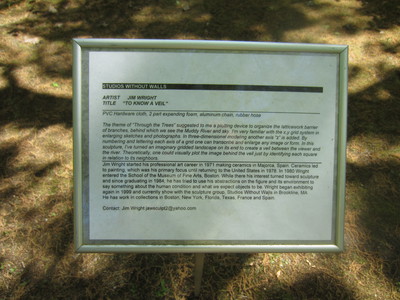 STUDIOS WITHOUT WALLS
ARTIST JIM WRIGHT
TITLE "TO KNOW A VEIL"
PVC Hardware cloth, 2 part expanding foam, aluminum chain, rubber hose
The theme of "Through the Trees" suggested to me a puzzling device to organize the latticework barrier
of branches, behind which we see the Muddy River and sky. I'm very familiar with the x,y grid system in
enlarging sketches and photographs. In three-dimensional modeling another axis "z" is added. By
numbering and lettering each axis of a grid one can transpose and enlarge any image or form. In this
sculpture, I've turned an imaginary gridded landscape on its end to create a veil between the viewer and
the river. Theoretically, one could visually plot the image behind the veil just by identifying each square
in relation to its neighbors.
Jim Wright started his professional art career in 1971 making ceramics in Majorca, Spain. Ceramics led
to painting, which was his primary focus until returning to the United States in 1978. In 1980 Wright
entered the School of the Museum of Fine Arts, Boston. While there his interest turned toward sculpture
and since graduating in 1984, he has tried to use his abstractions on the figure and its environment to
say something about the human condition and what we expect objects to be. Wright began exhibiting
again in 1999 and currently show with the sculpture group, Studios Without Walls in Brookline, MA.
He has work in collections in Boston, New York, Florida, Texas, France and Spain.
Contact: Jim Wright